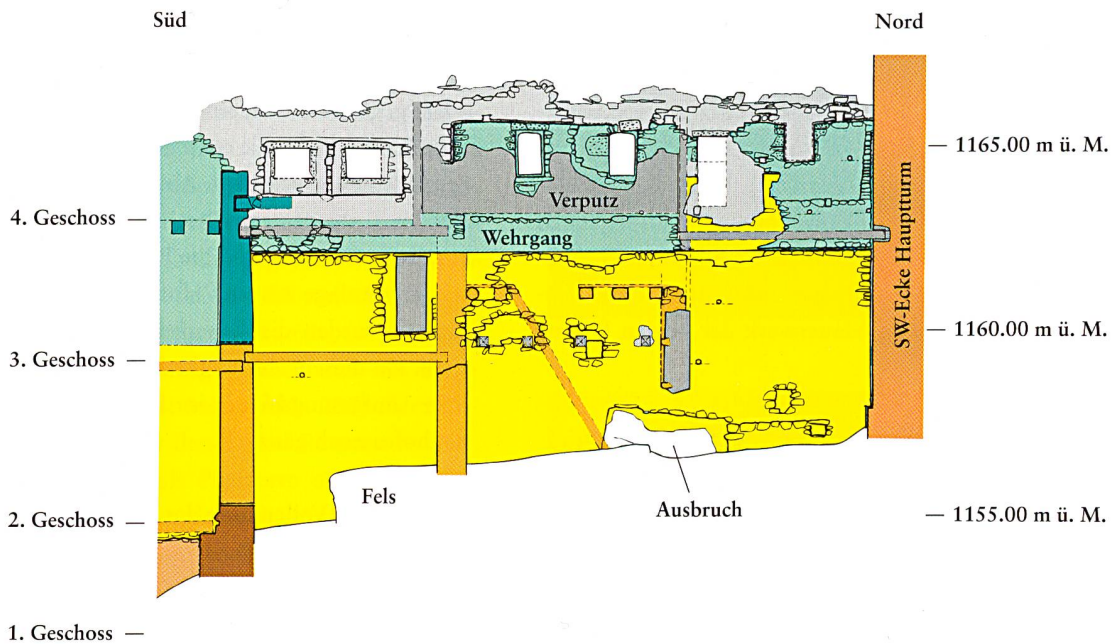 Süd
Nord
1165.00 m ü. M.
Verputz
4. Geschoss
Wehrgang
SW-Ecke Hauptturm
1160.00 m ü. M.
3. Geschoss
Fels
Ausbruch
2. Geschoss
1155.00 m ü. M.
1. Geschoss